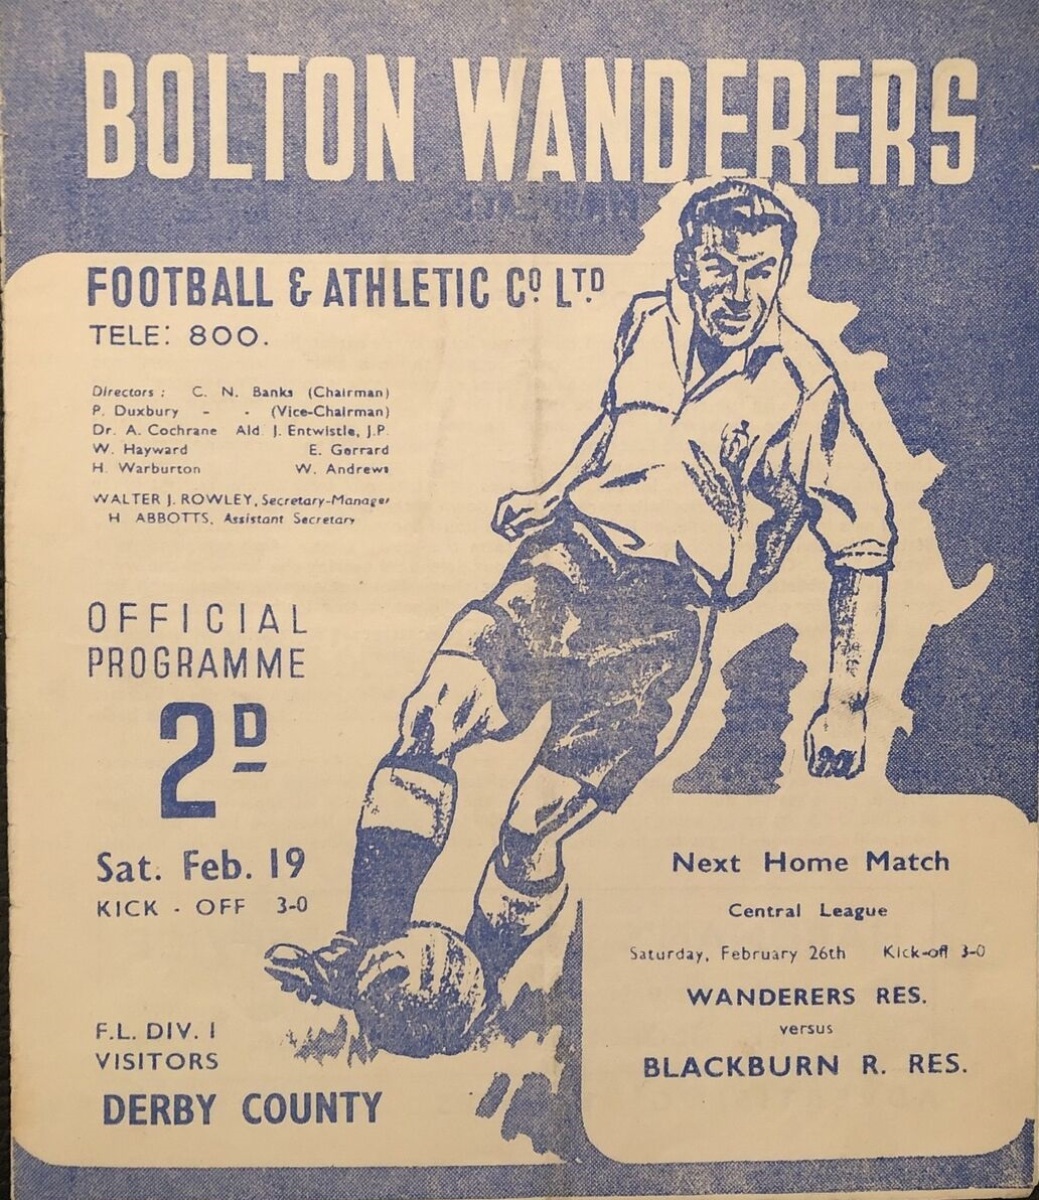 BOLTON WANDERERS
FOOTBALL & ATHLETIC Cº LTD
TELE: 800.
Directors : C. N. Banks (Chairman)
P. Duxbury - - (Vice-Chairman)
Dr. A. Cochrane Ald. J. Entwistle, J.P.
W. Hayward E. Gerrard
H. Warburton W. Andrews
WALTER J. ROWLEY, Secretary-Manager
H ABBOTTS, Assistant Secretary
OFFICIAL
PROGRAMME
2D
Sat. Feb. 19
KICK - OFF 3-0
F.L. DIV. I
VISITORS
DERBY COUNTY
Next Home Match
Central League
Saturday, February 26th Kick-off 3-0
WANDERERS RES.
versus
BLACKBURN R. RES.